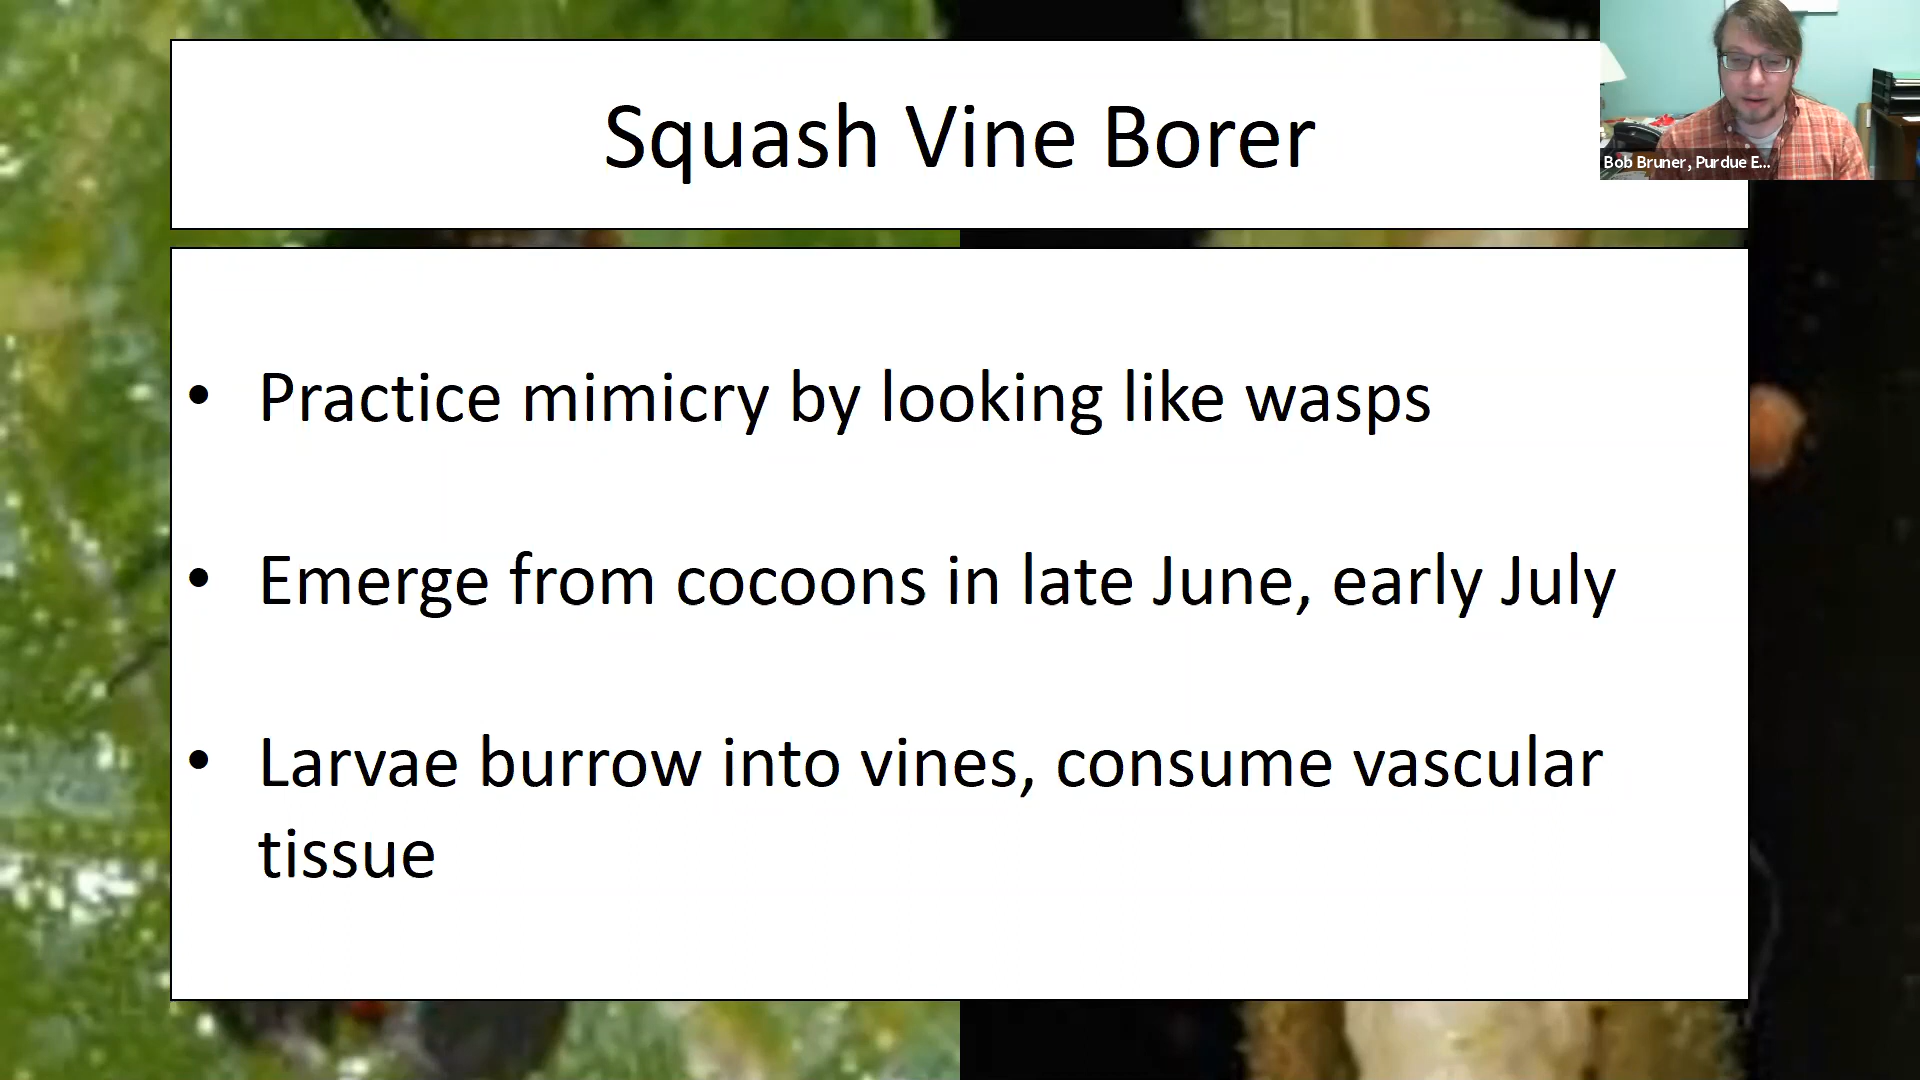 Squash Vine Borer
Bob Bruner, Purdue E...
• Practice mimicry by looking like wasps
• Emerge from cocoons in late June, early July
• Larvae burrow into vines, consume vascular
tissue